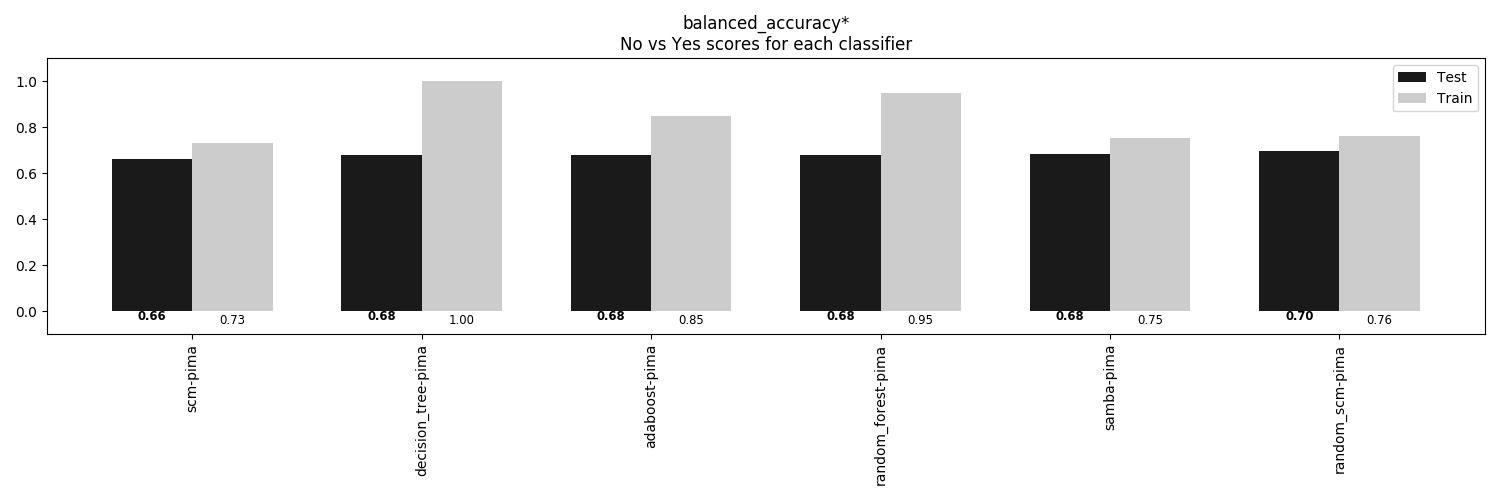 balanced_accuracy*
No vs Yes scores for each classifier
Test
Train
1.0
0.8
0.6
0.4
0.2
0.0
0.66 0.73 0.68 1.00 0.68 0.85 0.68 0.95 0.68 0.75 0.70 0.76
scm-pima
decision_tree-pima
adaboost-pima
random_forest-pima
samba-pima
random_scm-pima